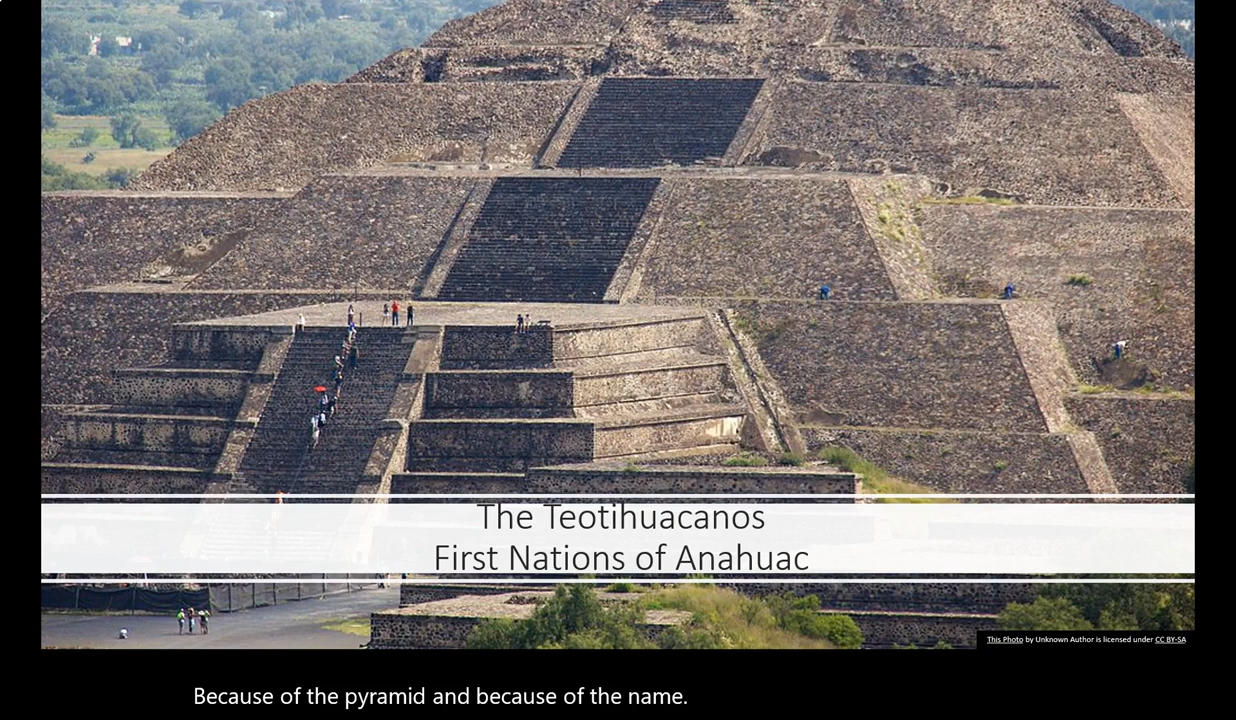 The Teotihuacanos
First Nations of Anahuac
This Photo by Unknown Author is licensed under CC BY-SA
Because of the pyramid and because of the name.